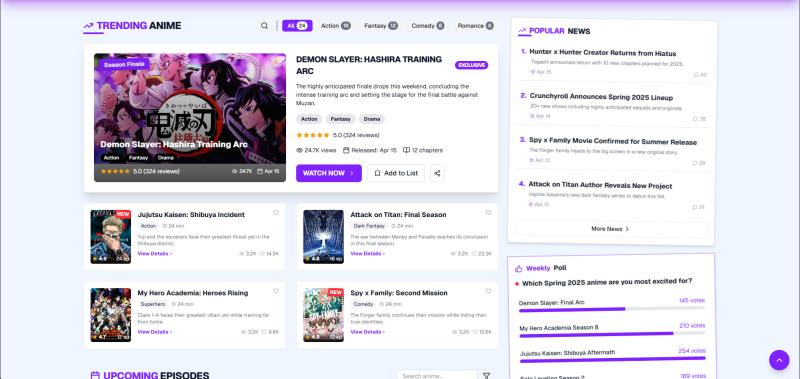 TRENDING ANIME
All 24
Action 16
Fantasy 12
Comedy 8
Romance 6
Season Finale
鬼滅の刃
Demon Slayer: Hashira Training Arc
Action Fantasy Drama
5.0 (324 reviews)
24.7K Apr 15
DEMON SLAYER: HASHIRA TRAINING ARC
EXCLUSIVE
The highly anticipated finale drops this weekend, concluding the
intense training arc and setting the stage for the final battle against
Muzan.
Action Fantasy Drama
5.0 (324 reviews)
24.7K views Released: Apr 15 12 chapters
WATCH NOW
Add to List
NEW
4.9 24 ep
Jujutsu Kaisen: Shibuya Incident
Action 24 min
Yuji and the sorcerers face their greatest threat yet in the
Shibuya district.
View Details
3.2K 14.5K
4.8 16 ep
Attack on Titan: Final Season
Dark Fantasy 24 min
The war between Marley and Paradis reaches its conclusion
in this final season.
View Details
3.2K 22.3K
4.7
My Hero Academia: Heroes Rising
Superhero 24 min
Class 1-A faces their greatest villain yet while training far
from home.
View Details
3.2K 9.8K
NEW
4.9
Spy x Family: Second Mission
Comedy 24 min
The Forger family continues their mission while hiding their
true identities.
View Details
3.2K 12.6K
UPCOMING EPISODES
Search anime...
POPULAR NEWS
1. Hunter x Hunter Creator Returns from Hiatus
Togashi announces return with 10 new chapters planned for 2025.
Apr 15
42
2. Crunchyroll Announces Spring 2025 Lineup
20+ new shows including highly anticipated sequels and originals.
Apr 14
35
3. Spy x Family Movie Confirmed for Summer Release
The Forger family heads to the big screen in a new original story.
Apr 13
28
4. Attack on Titan Author Reveals New Project
Hajime Isayama's new dark fantasy series to debut this fall.
Apr 12
21
More News
Weekly Poll
Which Spring 2025 anime are you most excited for?
Demon Slayer: Final Arc 145 votes
My Hero Academia Season 8 210 votes
Jujutsu Kaisen: Shibuya Aftermath 254 votes
Solo Leveling Season 2 189 votes